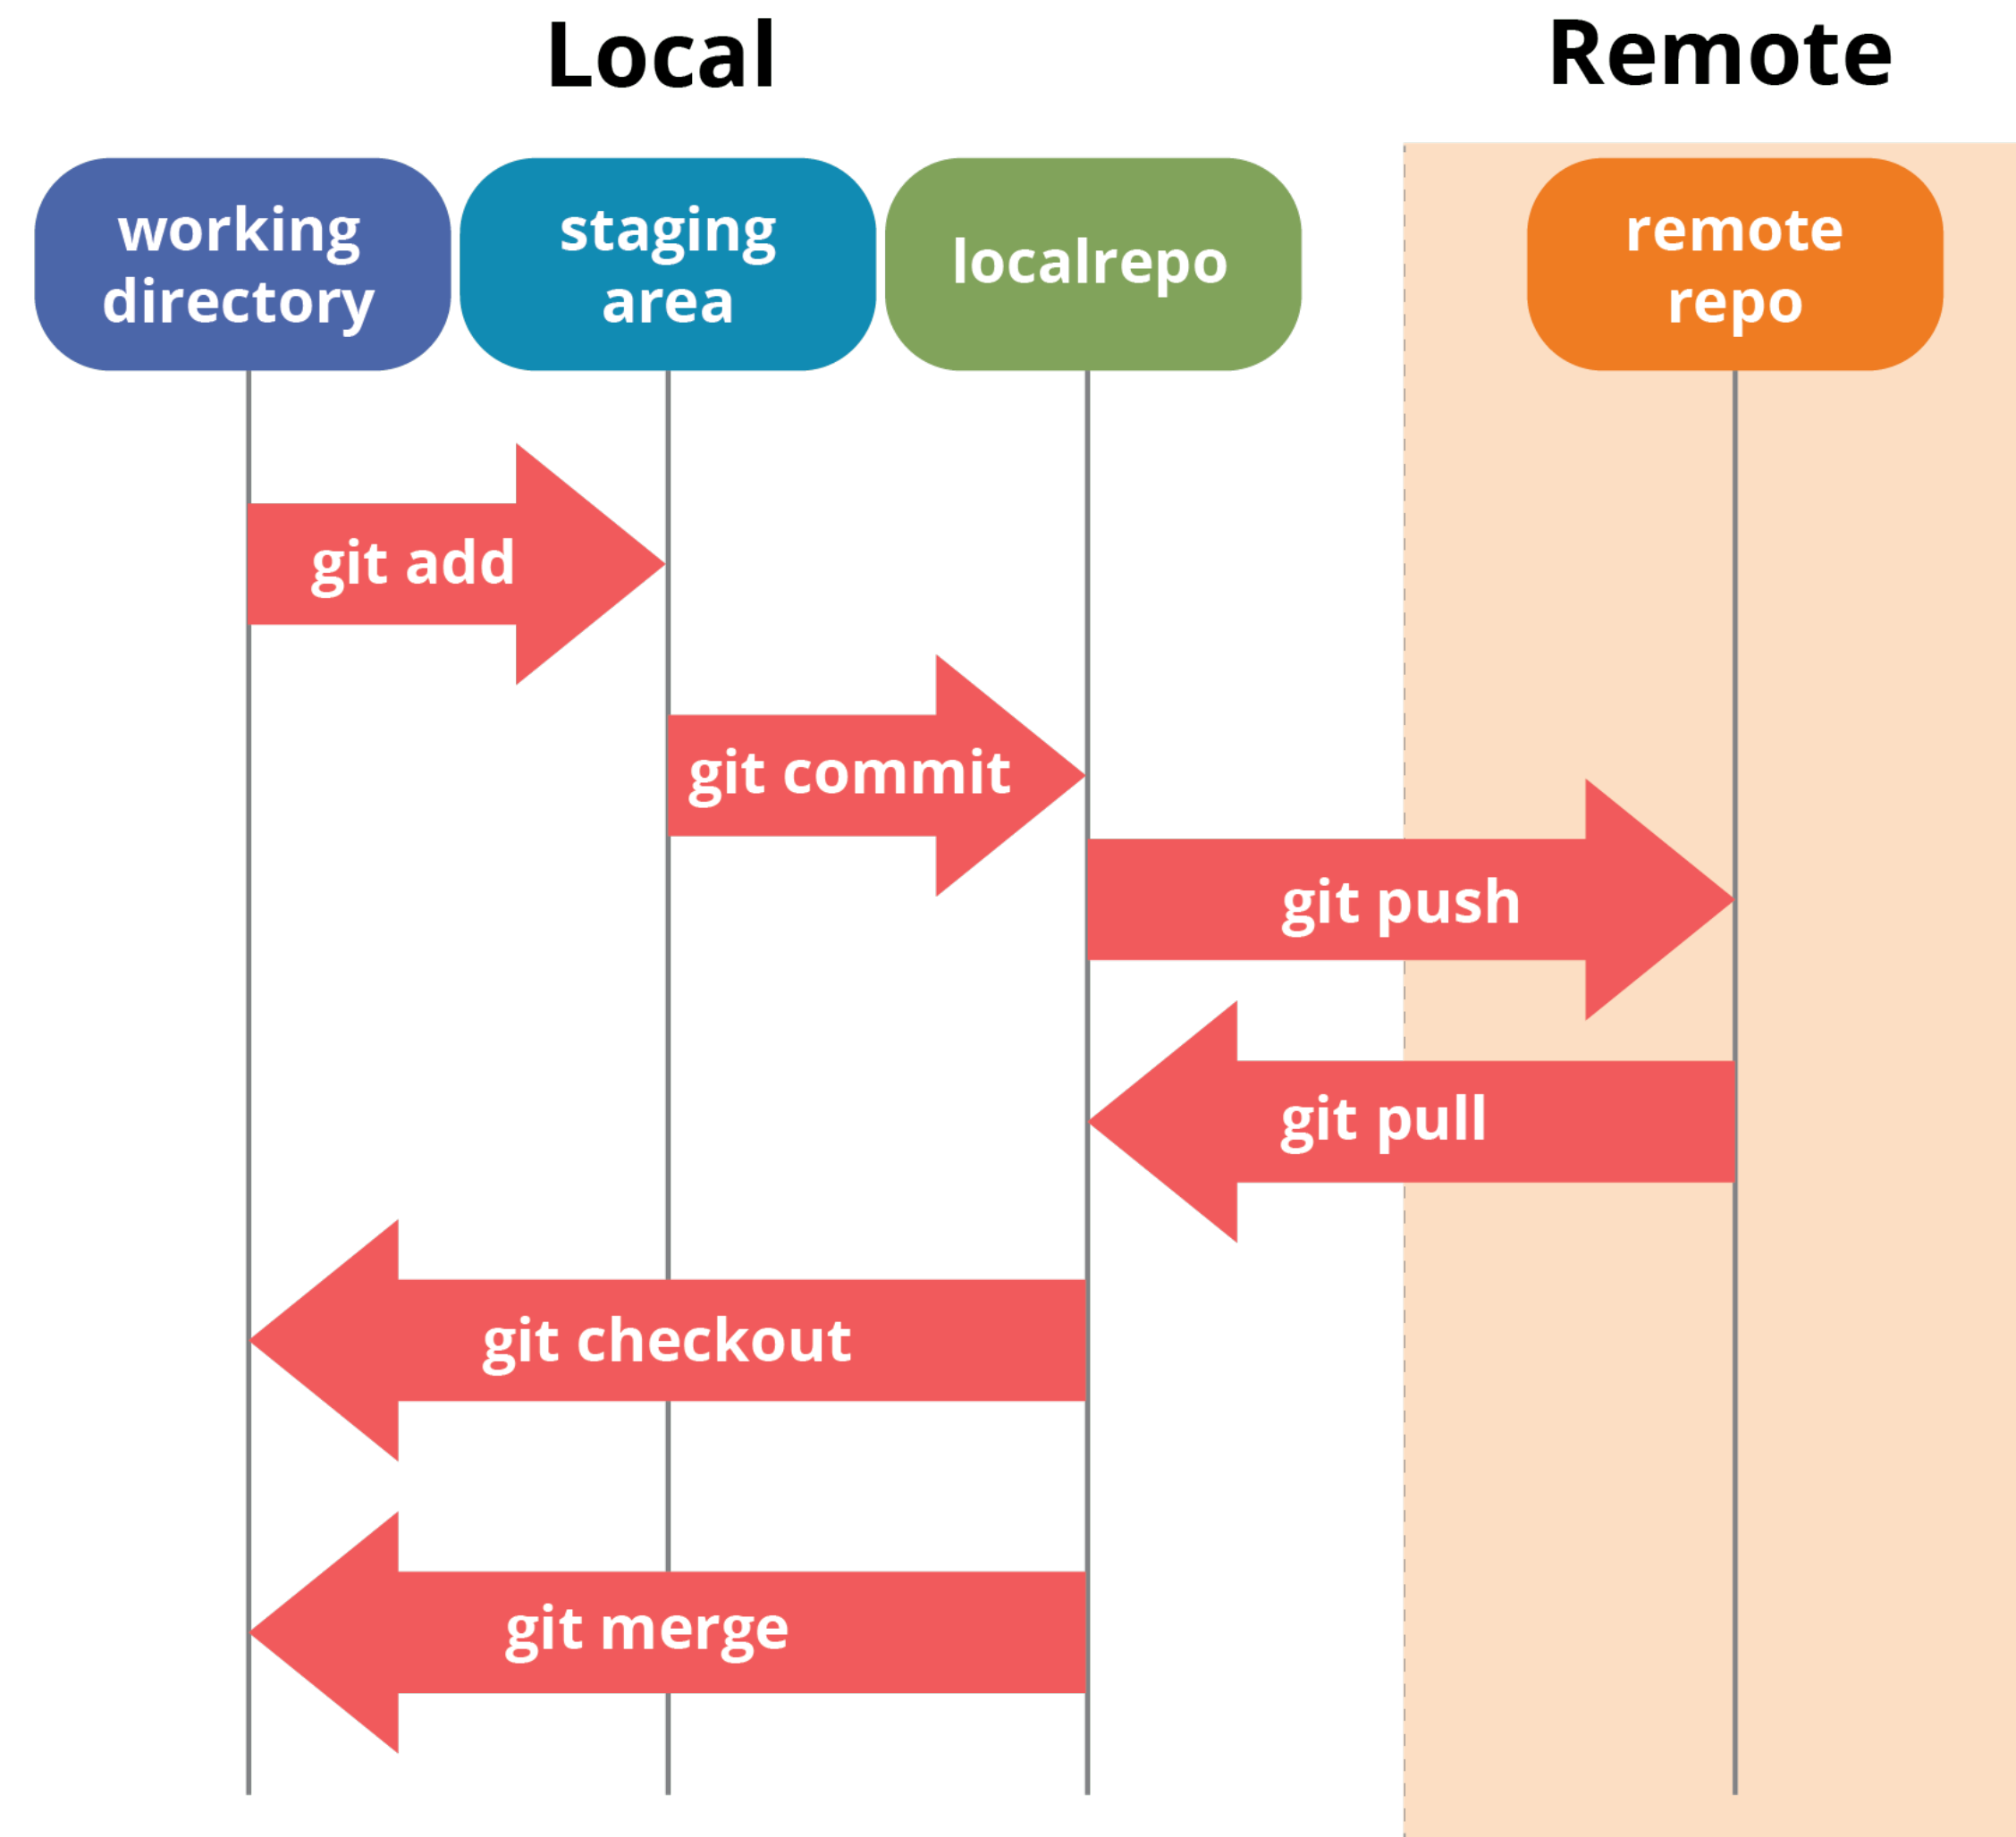 Local
Remote
working
directory
staging
area
localrepo
remote
repo
git add
git commit
git push
git pull
git checkout
git merge